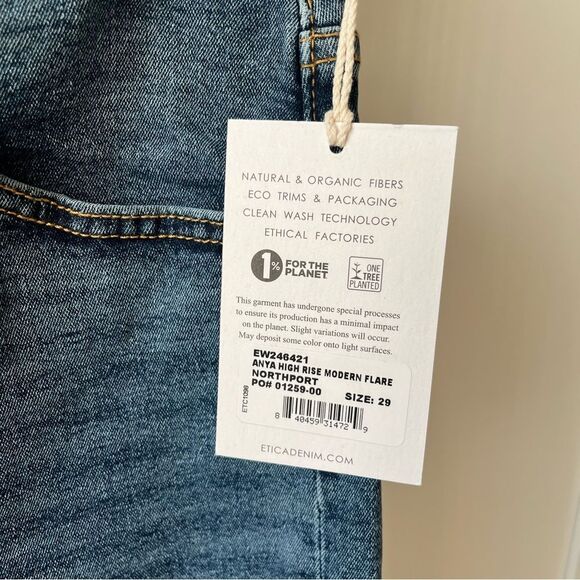 NATURAL & ORGANIC FIBERS
ECO TRIMS & PACKAGING
CLEAN WASH TECHNOLOGY
ETHICAL FACTORIES
1% FOR THE
PLANET
ONE
TREE
PLANTED
This garment has undergone special processes
to ensure its production has a minimal impact
on the planet. Slight variations will occur.
May deposit some color onto light surfaces.
EW246421
ANYA HIGH RISE MODERN FLARE
NORTHPORT
PO# 01259-00 SIZE: 29
8 40459 31472 9
ETC1098
ETICADENIM.COM